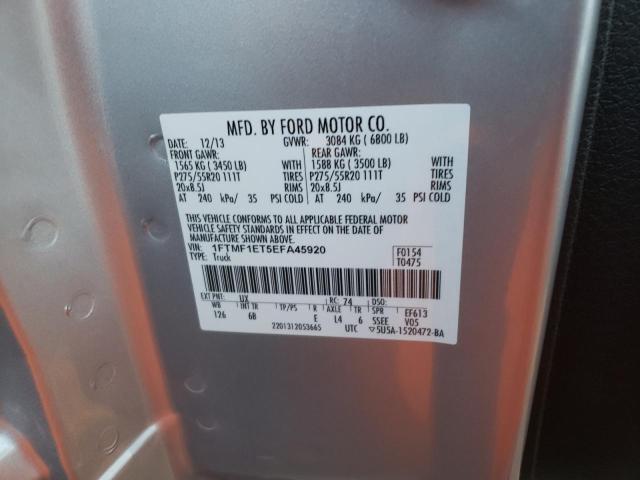 MFD. BY FORD MOTOR CO.
DATE: 12/13 GVWR: 3084 KG ( 6800 LB)
FRONT GAWR: REAR GAWR:
1565 KG ( 3450 LB) WITH 1588 KG ( 3500 LB) WITH
P275/55R20 111T TIRES P275/55R20 111T TIRES
20x8.5J RIMS 20x8.5J RIMS
AT 240 kPa/ 35 PSI COLD AT 240 kPa/ 35 PSI COLD
THIS VEHICLE CONFORMS TO ALL APPLICABLE FEDERAL MOTOR
VEHICLE SAFETY STANDARDS IN EFFECT ON THE DATE OF
MANUFACTURE SHOWN ABOVE.
VIN: 1FTMF1ET5EFA45920 F0154
TYPE: Truck T0475
EXT PNT: UX RC: 74 DSO:
WB INT TR TP/PS R AXLE TR SPR EF613
126 6B E L4 6 SSEE V05
2201312053665 UTC 5U5A-1520472-BA